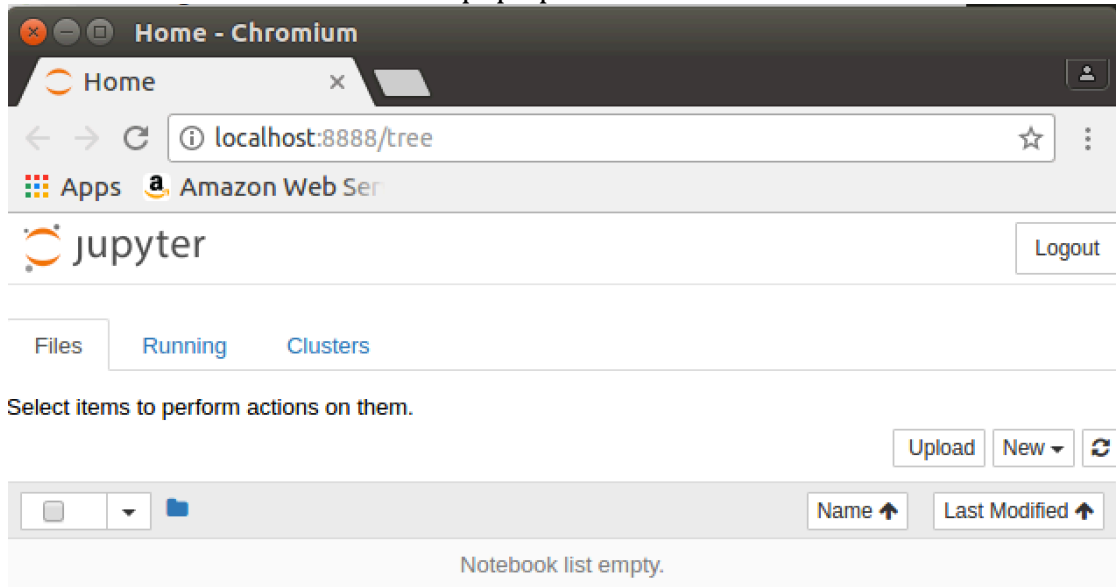 Home - Chromium
Home
localhost:8888/tree
Apps Amazon Web Ser
jupyter
Logout
Files Running Clusters
Select items to perform actions on them.
Upload New
Name Last Modified
Notebook list empty.